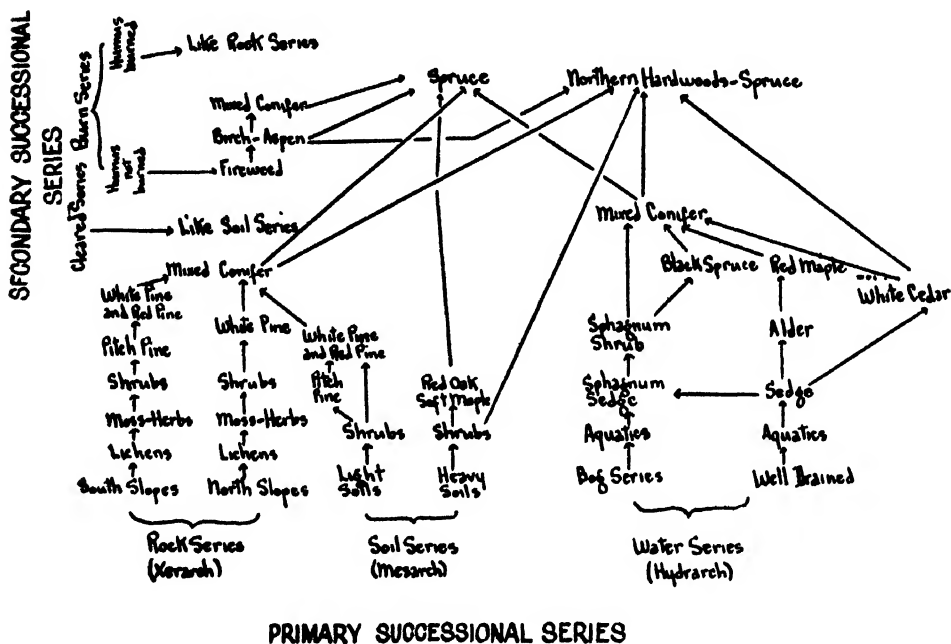 SECONDARY SUCCESSIONAL
SERIES
Burn Series
Cleared Series
Humus
burned
Humus
not
burned
Like Rock Series
Spruce
Northern Hardwoods-Spruce
Mixed Conifer
Birch-Aspen
Fireweed
Like Soil Series
Mixed Conifer
White Pine
and Red Pine
Pitch Pine
Shrubs
Moss-Herbs
Lichens
South Slopes
White Pine
Shrubs
Moss-Herbs
Lichens
North Slopes
Rock Series
(Xerarch)
White Pine
and Red Pine
Pitch
Pine
Shrubs
Light
Soils
Red Oak
Soft Maple
Shrubs
Heavy
Soils
Soil Series
(Mesarch)
Mixed Conifer
Black Spruce
Red Maple
White Cedar
Sphagnum
Shrub
Alder
Sphagnum
Sedge
Sedge
Aquatics
Aquatics
Bog Series
Well Drained
Water Series
(Hydrarch)
PRIMARY SUCCESSIONAL SERIES